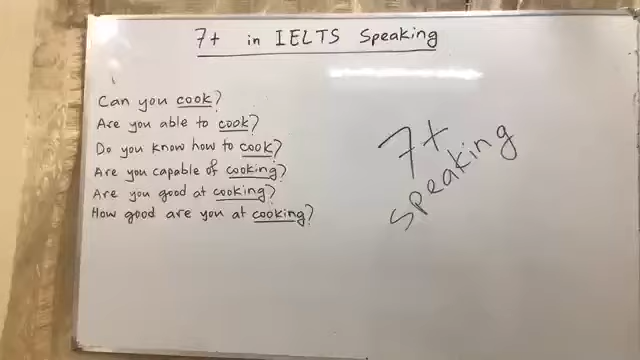 7+ in IELTS Speaking
Can you cook?
Are you able to cook?
Do you know how to cook?
Are you capable of cooking?
Are you good at cooking?
How good are you at cooking?
7+
speaking